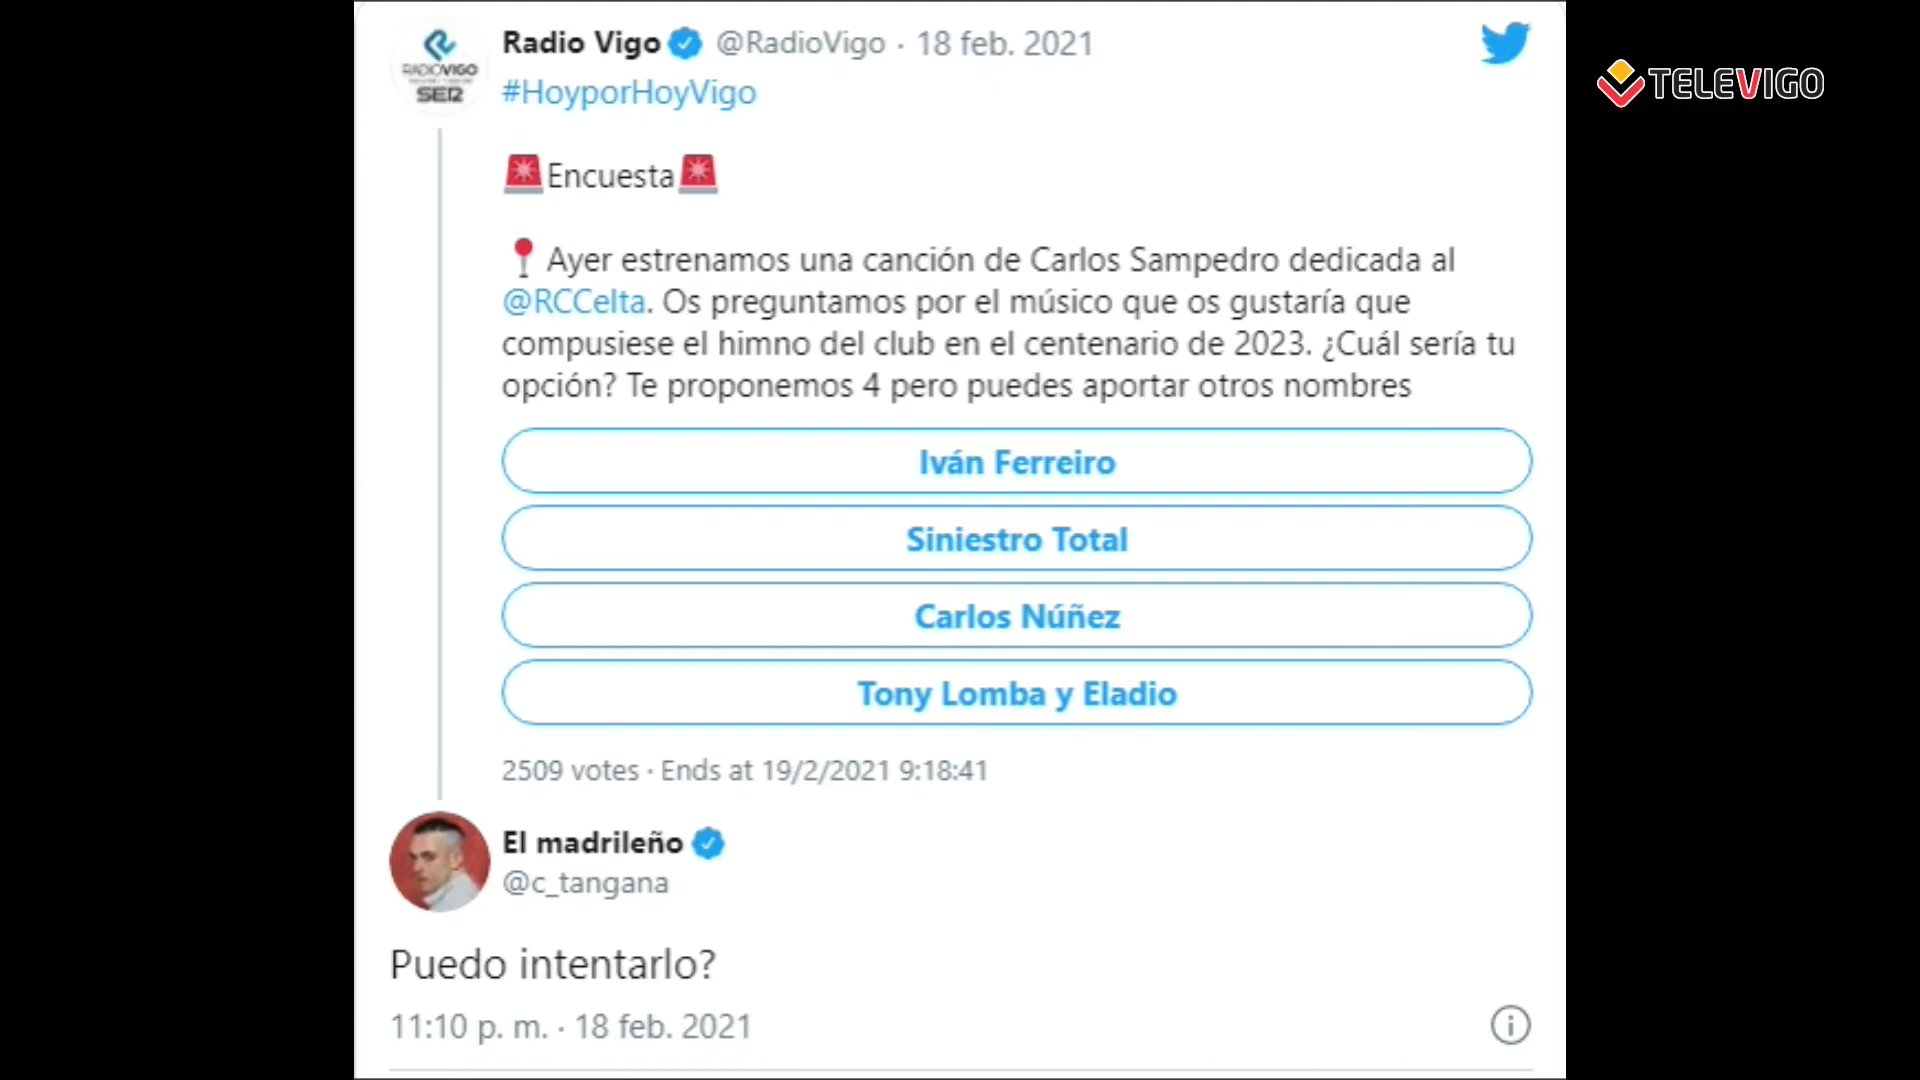 Radio Vigo @RadioVigo · 18 feb. 2021
#HoyporHoyVigo
RADIOVIGO
SER
TELEVIGO
🚨Encuesta🚨
📍Ayer estrenamos una canción de Carlos Sampedro dedicada al
@RCCelta. Os preguntamos por el músico que os gustaría que
compusiese el himno del club en el centenario de 2023. ¿Cuál sería tu
opción? Te proponemos 4 pero puedes aportar otros nombres
Iván Ferreiro
Siniestro Total
Carlos Núñez
Tony Lomba y Eladio
2509 votes · Ends at 19/2/2021 9:18:41
El madrileño
@c_tangana
Puedo intentarlo?
11:10 p. m. · 18 feb. 2021